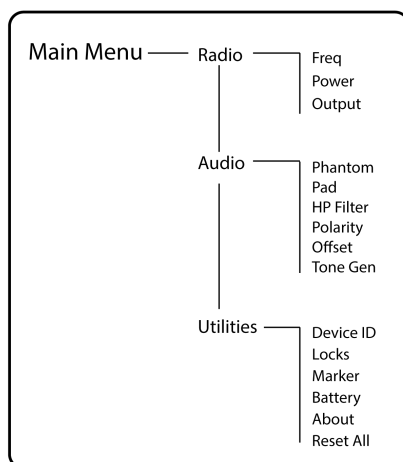 Main Menu
Radio
Freq
Power
Output
Audio
Phantom
Pad
HP Filter
Polarity
Offset
Tone Gen
Utilities
Device ID
Locks
Marker
Battery
About
Reset All